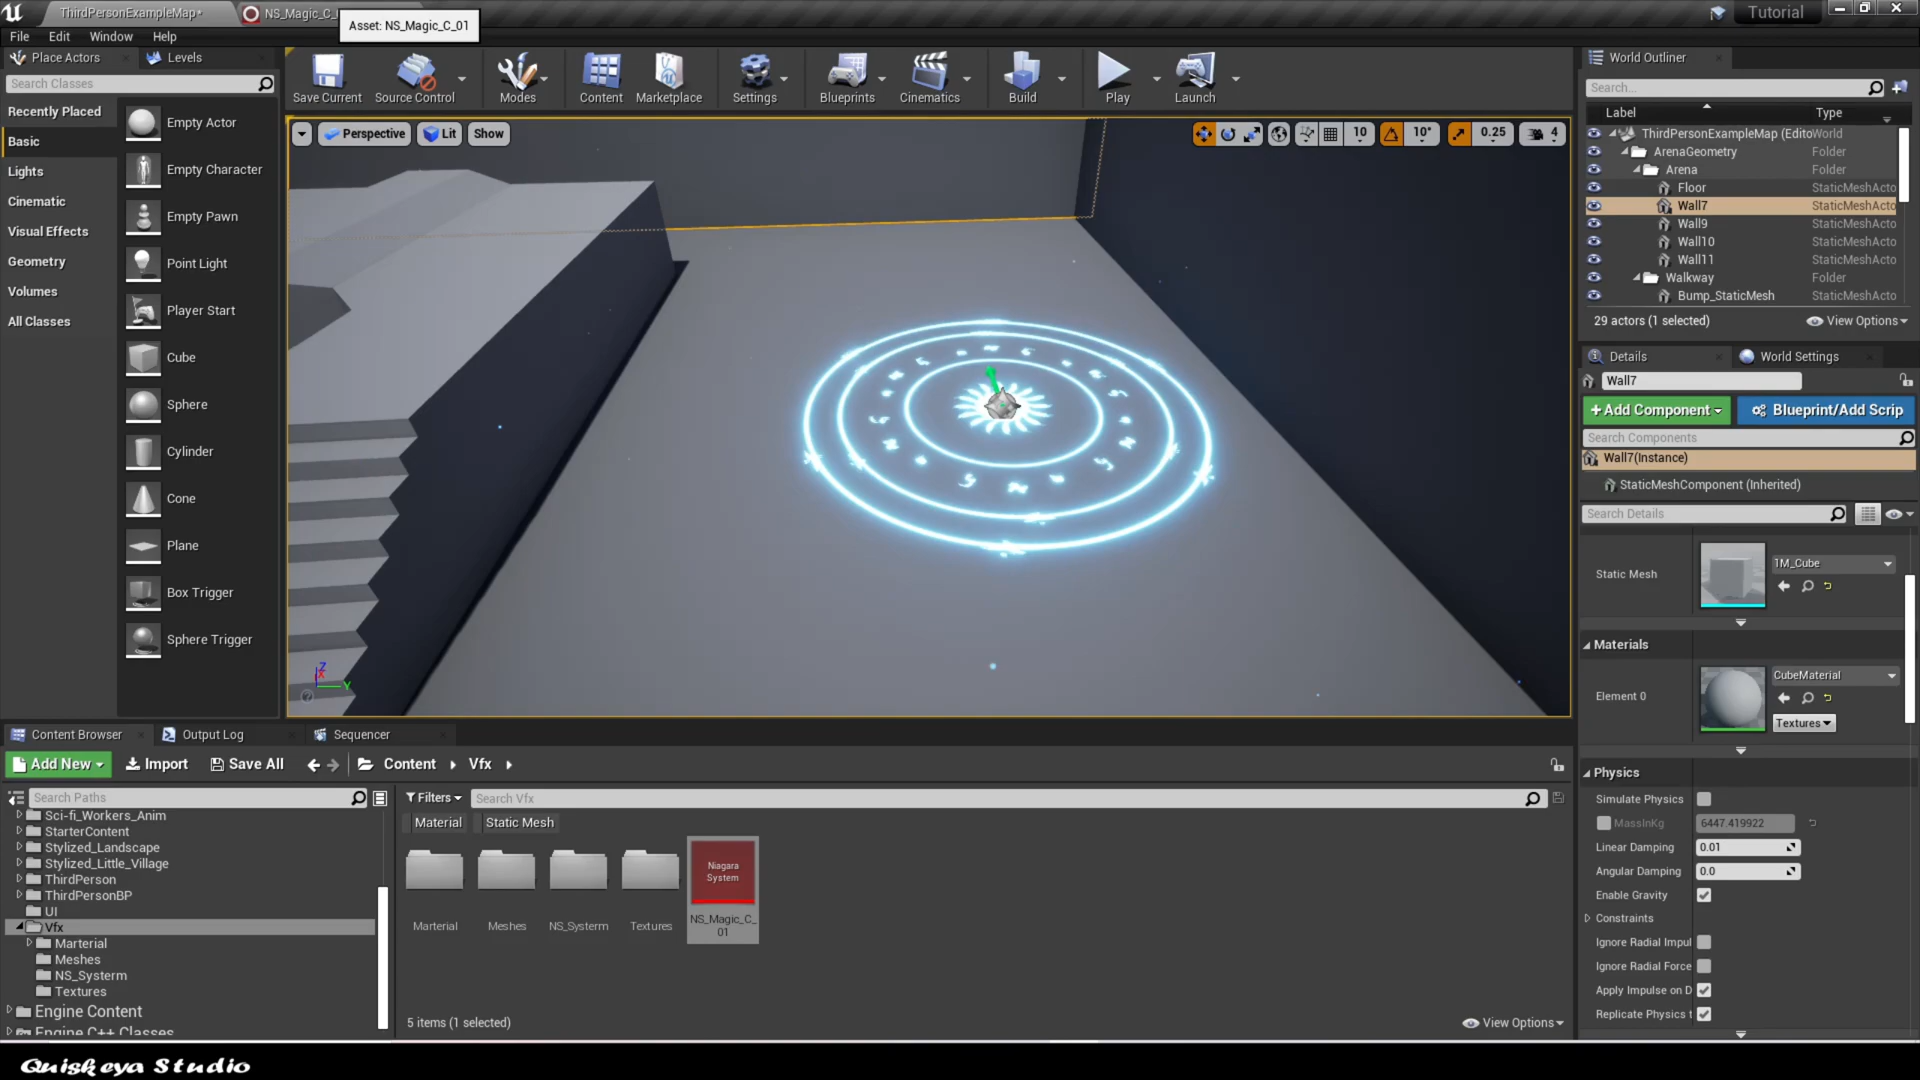 ThirdPersonExampleMap*
NS_Magic_C_
Tutorial
Asset: NS_Magic_C_01
File Edit Window Help
Place Actors
Levels
Search Classes
Recently Placed
Basic
Lights
Cinematic
Visual Effects
Geometry
Volumes
All Classes
Empty Actor
Empty Character
Empty Pawn
Point Light
Player Start
Cube
Sphere
Cylinder
Cone
Plane
Box Trigger
Sphere Trigger
Save Current
Source Control
Modes
Content
Marketplace
Settings
Blueprints
Cinematics
Build
Play
Launch
Perspective
Lit
Show
10
10°
0.25
4
Z
X
Y
World Outliner
Search...
Label
Type
ThirdPersonExampleMap (Edito World
ArenaGeometry Folder
Arena Folder
Floor StaticMeshActo
Wall7 StaticMeshActo
Wall9 StaticMeshActo
Wall10 StaticMeshActo
Wall11 StaticMeshActo
Walkway Folder
Bump_StaticMesh StaticMeshActo
29 actors (1 selected)
View Options
Details
World Settings
Wall7
+Add Component
Blueprint/Add Scrip
Search Components
Wall7(Instance)
StaticMeshComponent (Inherited)
Search Details
Static Mesh
1M_Cube
Materials
Element 0
CubeMaterial
Textures
Physics
Simulate Physics
MassInKg 6447.419922
Linear Damping 0.01
Angular Damping 0.0
Enable Gravity
Constraints
Ignore Radial Impul
Ignore Radial Force
Apply Impulse on D
Replicate Physics t
Content Browser
Output Log
Sequencer
Add New
Import
Save All
Content
Vfx
Search Paths
Sci-fi_Workers_Anim
StarterContent
Stylized_Landscape
Stylized_Little_Village
ThirdPerson
ThirdPersonBP
UI
Vfx
Marterial
Meshes
NS_Systerm
Textures
Engine Content
Engine C++ Classes
Filters
Search Vfx
Material
Static Mesh
Marterial
Meshes
NS_Systerm
Textures
Niagara
System
NS_Magic_C_
01
5 items (1 selected)
View Options
Quiskeya Studio